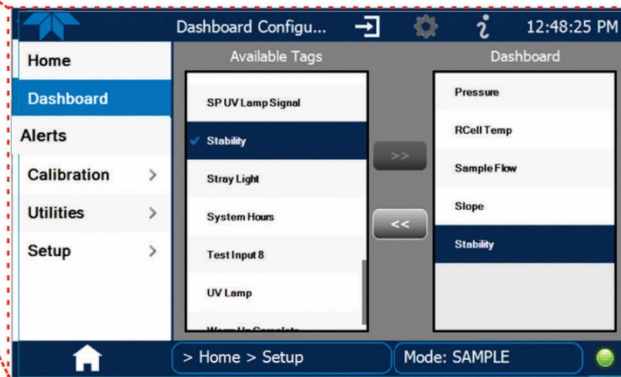 Dashboard Configu...
12:48:25 PM
Home
Dashboard
Alerts
Calibration >
Utilities >
Setup >
Available Tags
SP UV Lamp Signal
Stability
Stray Light
System Hours
Test Input 8
UV Lamp
>>
<<
Dashboard
Pressure
RCell Temp
Sample Flow
Slope
Stability
> Home > Setup
Mode: SAMPLE